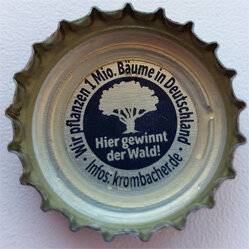 • Wir pflanzen 1 Mio. Bäume in Deutschland •
Hier gewinnt
der Wald!
Infos: krombacher.de